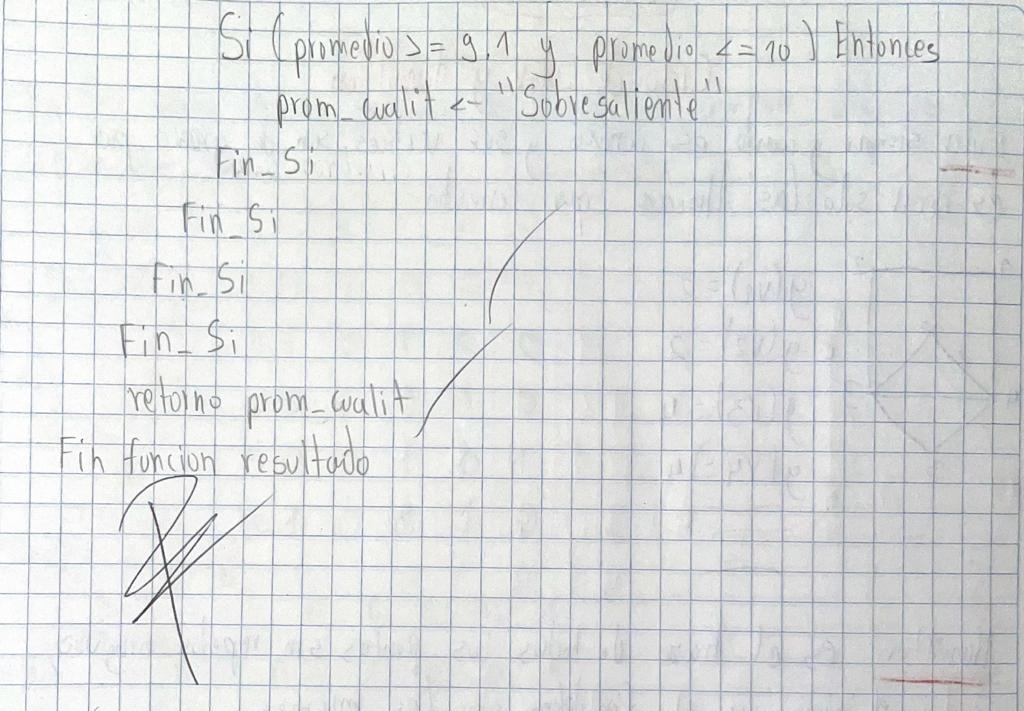 Si (promedio >= 9.1 y promedio <= 10) Entonces
prom_cualit <- "Sobresaliente"
Fin_Si
Fin_Si
Fin_Si
Fin_Si
retorno prom_cualit
Fin funcion resultado